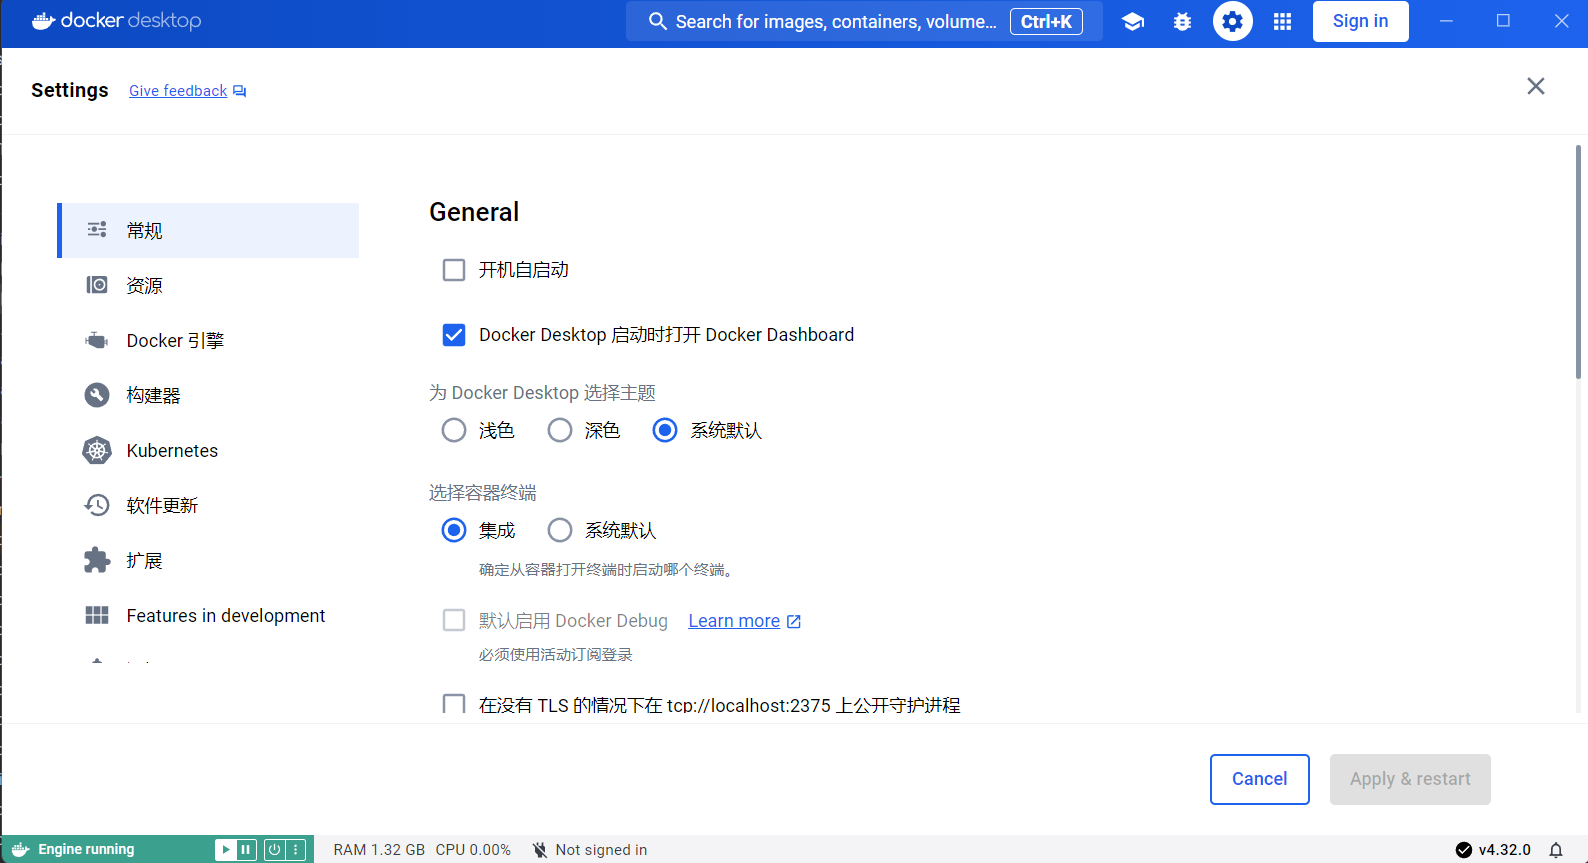 docker desktop
Search for images, containers, volume... Ctrl+K
Sign in
Settings
Give feedback
常规
资源
Docker 引擎
构建器
Kubernetes
软件更新
扩展
Features in development
General
开机自启动
Docker Desktop 启动时打开 Docker Dashboard
为 Docker Desktop 选择主题
浅色 深色 系统默认
选择容器终端
集成 系统默认
确定从容器打开终端时启动哪个终端。
默认启用 Docker Debug Learn more
必须使用活动订阅登录
在没有 TLS 的情况下在 tcp://localhost:2375 上公开守护进程
Cancel
Apply & restart
Engine running
RAM 1.32 GB CPU 0.00%
Not signed in
v4.32.0